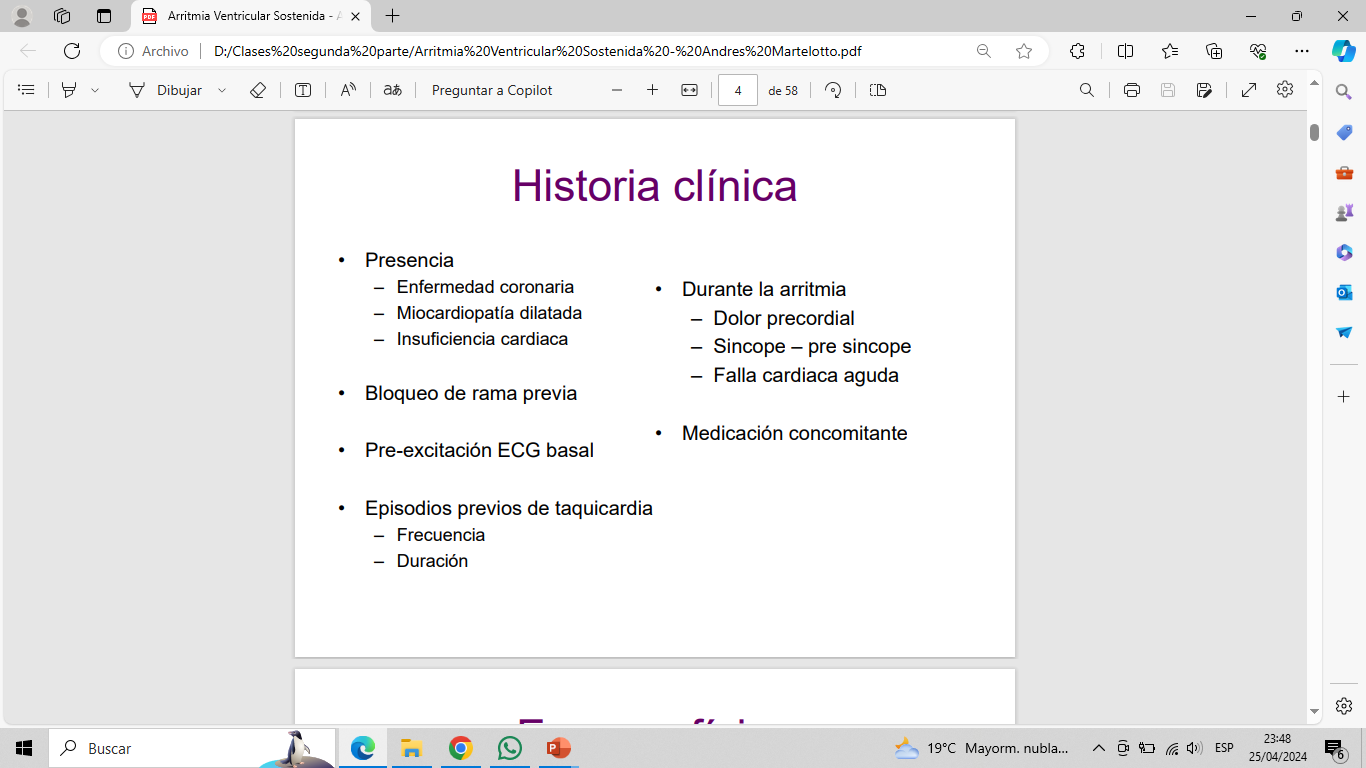 Arritmia Ventricular Sostenida - A
Archivo
D:/Clases%20segunda%20parte/Arritmia%20Ventricular%20Sostenida%20-%20Andres%20Martelotto.pdf
Dibujar
Preguntar a Copilot
4
de 58
Historia clínica
• Presencia
– Enfermedad coronaria
– Miocardiopatía dilatada
– Insuficiencia cardiaca
• Bloqueo de rama previa
• Pre-excitación ECG basal
• Episodios previos de taquicardia
– Frecuencia
– Duración
• Durante la arritmia
– Dolor precordial
– Sincope – pre sincope
– Falla cardiaca aguda
• Medicación concomitante
Buscar
19°C Mayorm. nubla...
ESP
23:48
25/04/2024
6